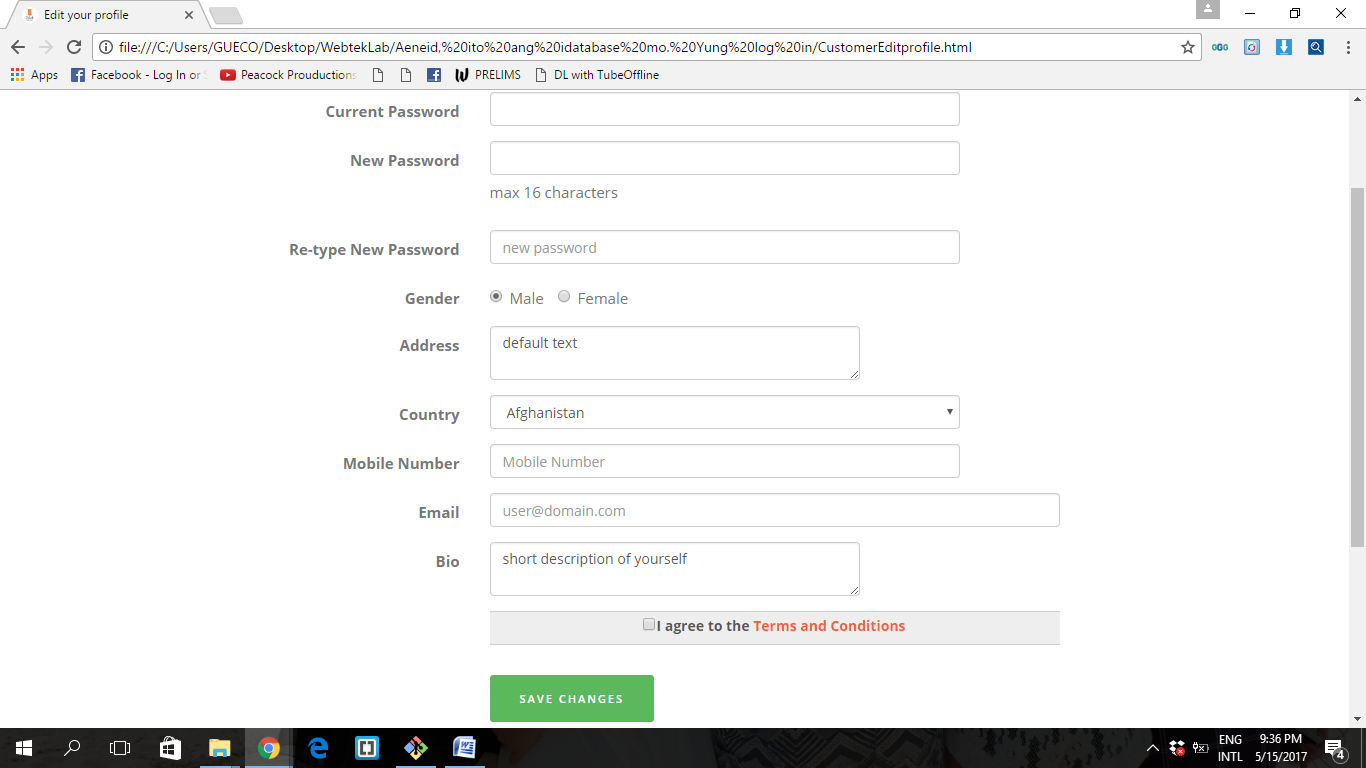 Edit your profile
file:///C:/Users/GUECO/Desktop/WebtekLab/Aeneid,%20ito%20ang%20idatabase%20mo.%20Yung%20log%20in/CustomerEditprofile.html
Apps Facebook - Log In or Peacock Prouductions PRELIMS DL with TubeOffline
Current Password
New Password
max 16 characters
Re-type New Password new password
Gender Male Female
Address default text
Country Afghanistan
Mobile Number Mobile Number
Email user@domain.com
Bio short description of yourself
I agree to the Terms and Conditions
SAVE CHANGES
ENG 9:36 PM
INTL 5/15/2017 4